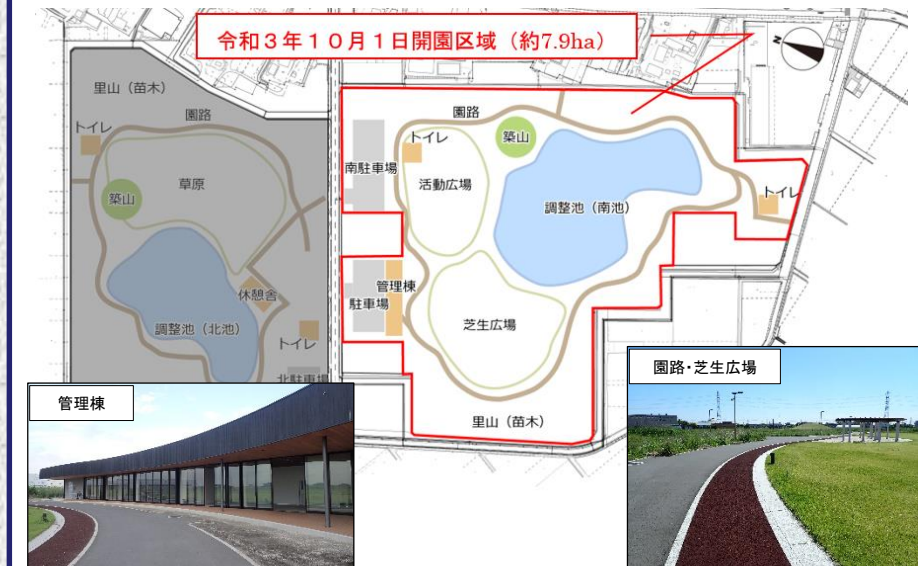 令和3年10月1日開園区域（約7.9ha）
N
里山（苗木）
園路
トイレ
草原
築山
調整池（北池）
休憩舎
トイレ
北駐車場
園路
トイレ
築山
南駐車場
活動広場
調整池（南池）
トイレ
管理棟
駐車場
芝生広場
里山（苗木）
管理棟
園路・芝生広場